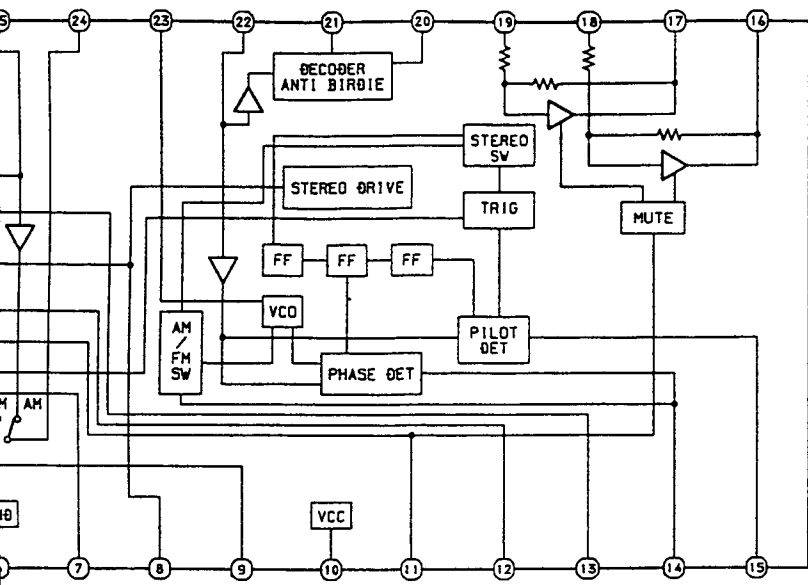 24 23 22 21 20 19 18 17 16
DECODER
ANTI BIRDIE
STEREO
SW
STEREO DRIVE
TRIG
MUTE
FF FF FF
VCO
AM
/
FM
SW
PILOT
DET
PHASE DET
AM
VCC
7 8 9 10 11 12 13 14 15